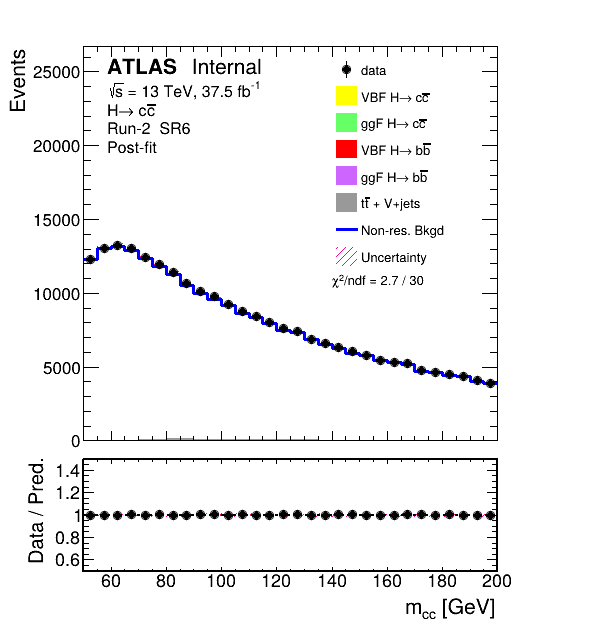 Events
25000
20000
15000
10000
5000
0
ATLAS Internal
√s = 13 TeV, 37.5 fb⁻¹
H→ cc̅
Run-2 SR6
Post-fit
data
VBF H→ cc̅
ggF H→ cc̅
VBF H→ bb̅
ggF H→ bb̅
tt̅ + V+jets
Non-res. Bkgd
Uncertainty
χ²/ndf = 2.7 / 30
Data / Pred.
1.4
1.2
1
0.8
0.6
60 80 100 120 140 160 180 200
m_cc [GeV]